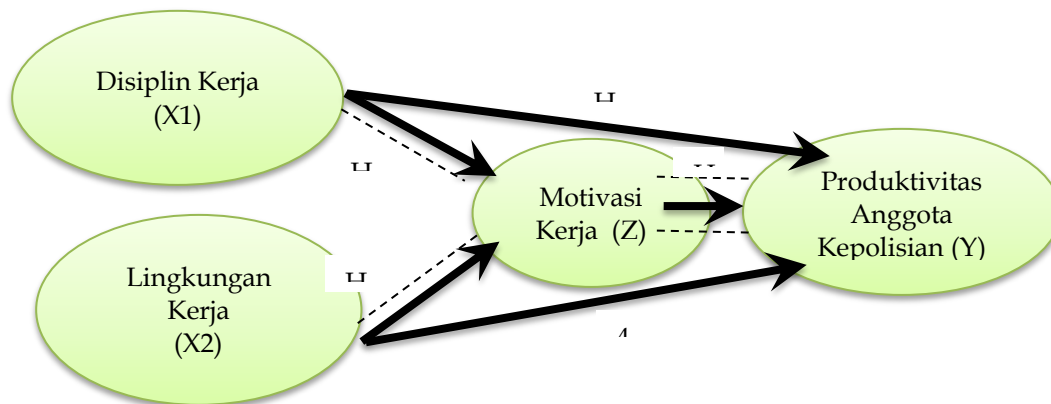 Disiplin Kerja
(X1)
Lingkungan
Kerja
(X2)
Motivasi
Kerja (Z)
Produktivitas
Anggota
Kepolisian (Y)